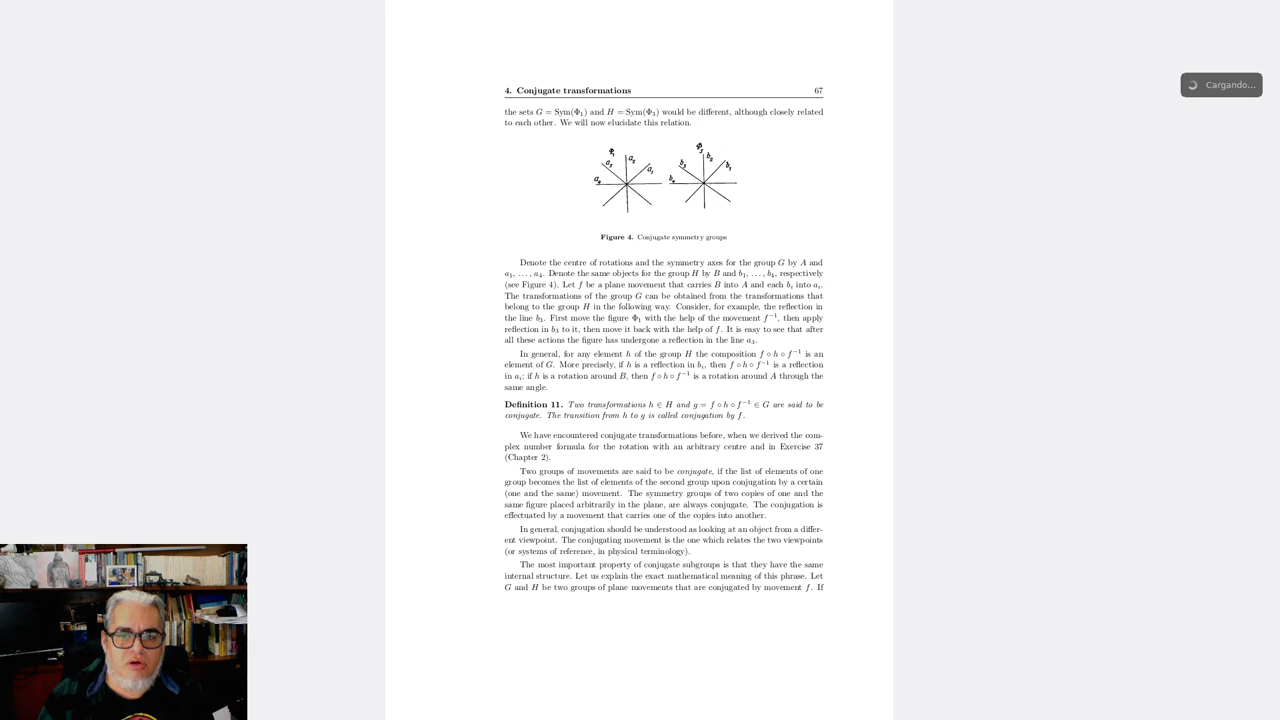 4. Conjugate transformations 67
the sets G = Sym(Φ₁) and H = Sym(Φ₃) would be different, although closely related
to each other. We will now elucidate this relation.
Φ₁ a₃ a₂ a₁ a₄
Φ₃ b₃ b₂ b₁ b₄
Figure 4. Conjugate symmetry groups
Denote the centre of rotations and the symmetry axes for the group G by A and
a₁, . . . , a₄. Denote the same objects for the group H by B and b₁, . . . , b₄, respectively
(see Figure 4). Let f be a plane movement that carries B into A and each bᵢ into aᵢ.
The transformations of the group G can be obtained from the transformations that
belong to the group H in the following way. Consider, for example, the reflection in
the line b₃. First move the figure Φ₁ with the help of the movement f⁻¹, then apply
reflection in b₃ to it, then move it back with the help of f. It is easy to see that after
all these actions the figure has undergone a reflection in the line a₃.
In general, for any element h of the group H the composition f ∘ h ∘ f⁻¹ is an
element of G. More precisely, if h is a reflection in bᵢ, then f ∘ h ∘ f⁻¹ is a reflection
in aᵢ; if h is a rotation around B, then f ∘ h ∘ f⁻¹ is a rotation around A through the
same angle.
Definition 11. Two transformations h ∈ H and g = f ∘ h ∘ f⁻¹ ∈ G are said to be
conjugate. The transition from h to g is called conjugation by f.
We have encountered conjugate transformations before, when we derived the com-
plex number formula for the rotation with an arbitrary centre and in Exercise 37
(Chapter 2).
Two groups of movements are said to be conjugate, if the list of elements of one
group becomes the list of elements of the second group upon conjugation by a certain
(one and the same) movement. The symmetry groups of two copies of one and the
same figure placed arbitrarily in the plane, are always conjugate. The conjugation is
effectuated by a movement that carries one of the copies into another.
In general, conjugation should be understood as looking at an object from a differ-
ent viewpoint. The conjugating movement is the one which relates the two viewpoints
(or systems of reference, in physical terminology).
The most important property of conjugate subgroups is that they have the same
internal structure. Let us explain the exact mathematical meaning of this phrase. Let
G and H be two groups of plane movements that are conjugated by movement f. If
Cargando...